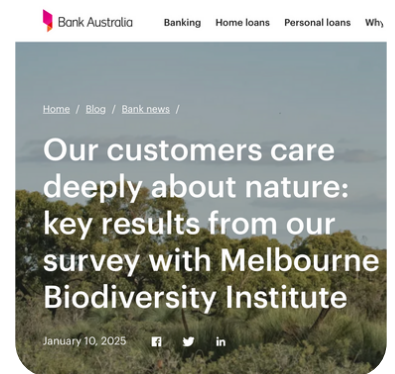 Bank Australia Banking Home loans Personal loans Why
Home / Blog / Bank news /
Our customers care
deeply about nature:
key results from our
survey with Melbourne
Biodiversity Institute
January 10, 2025